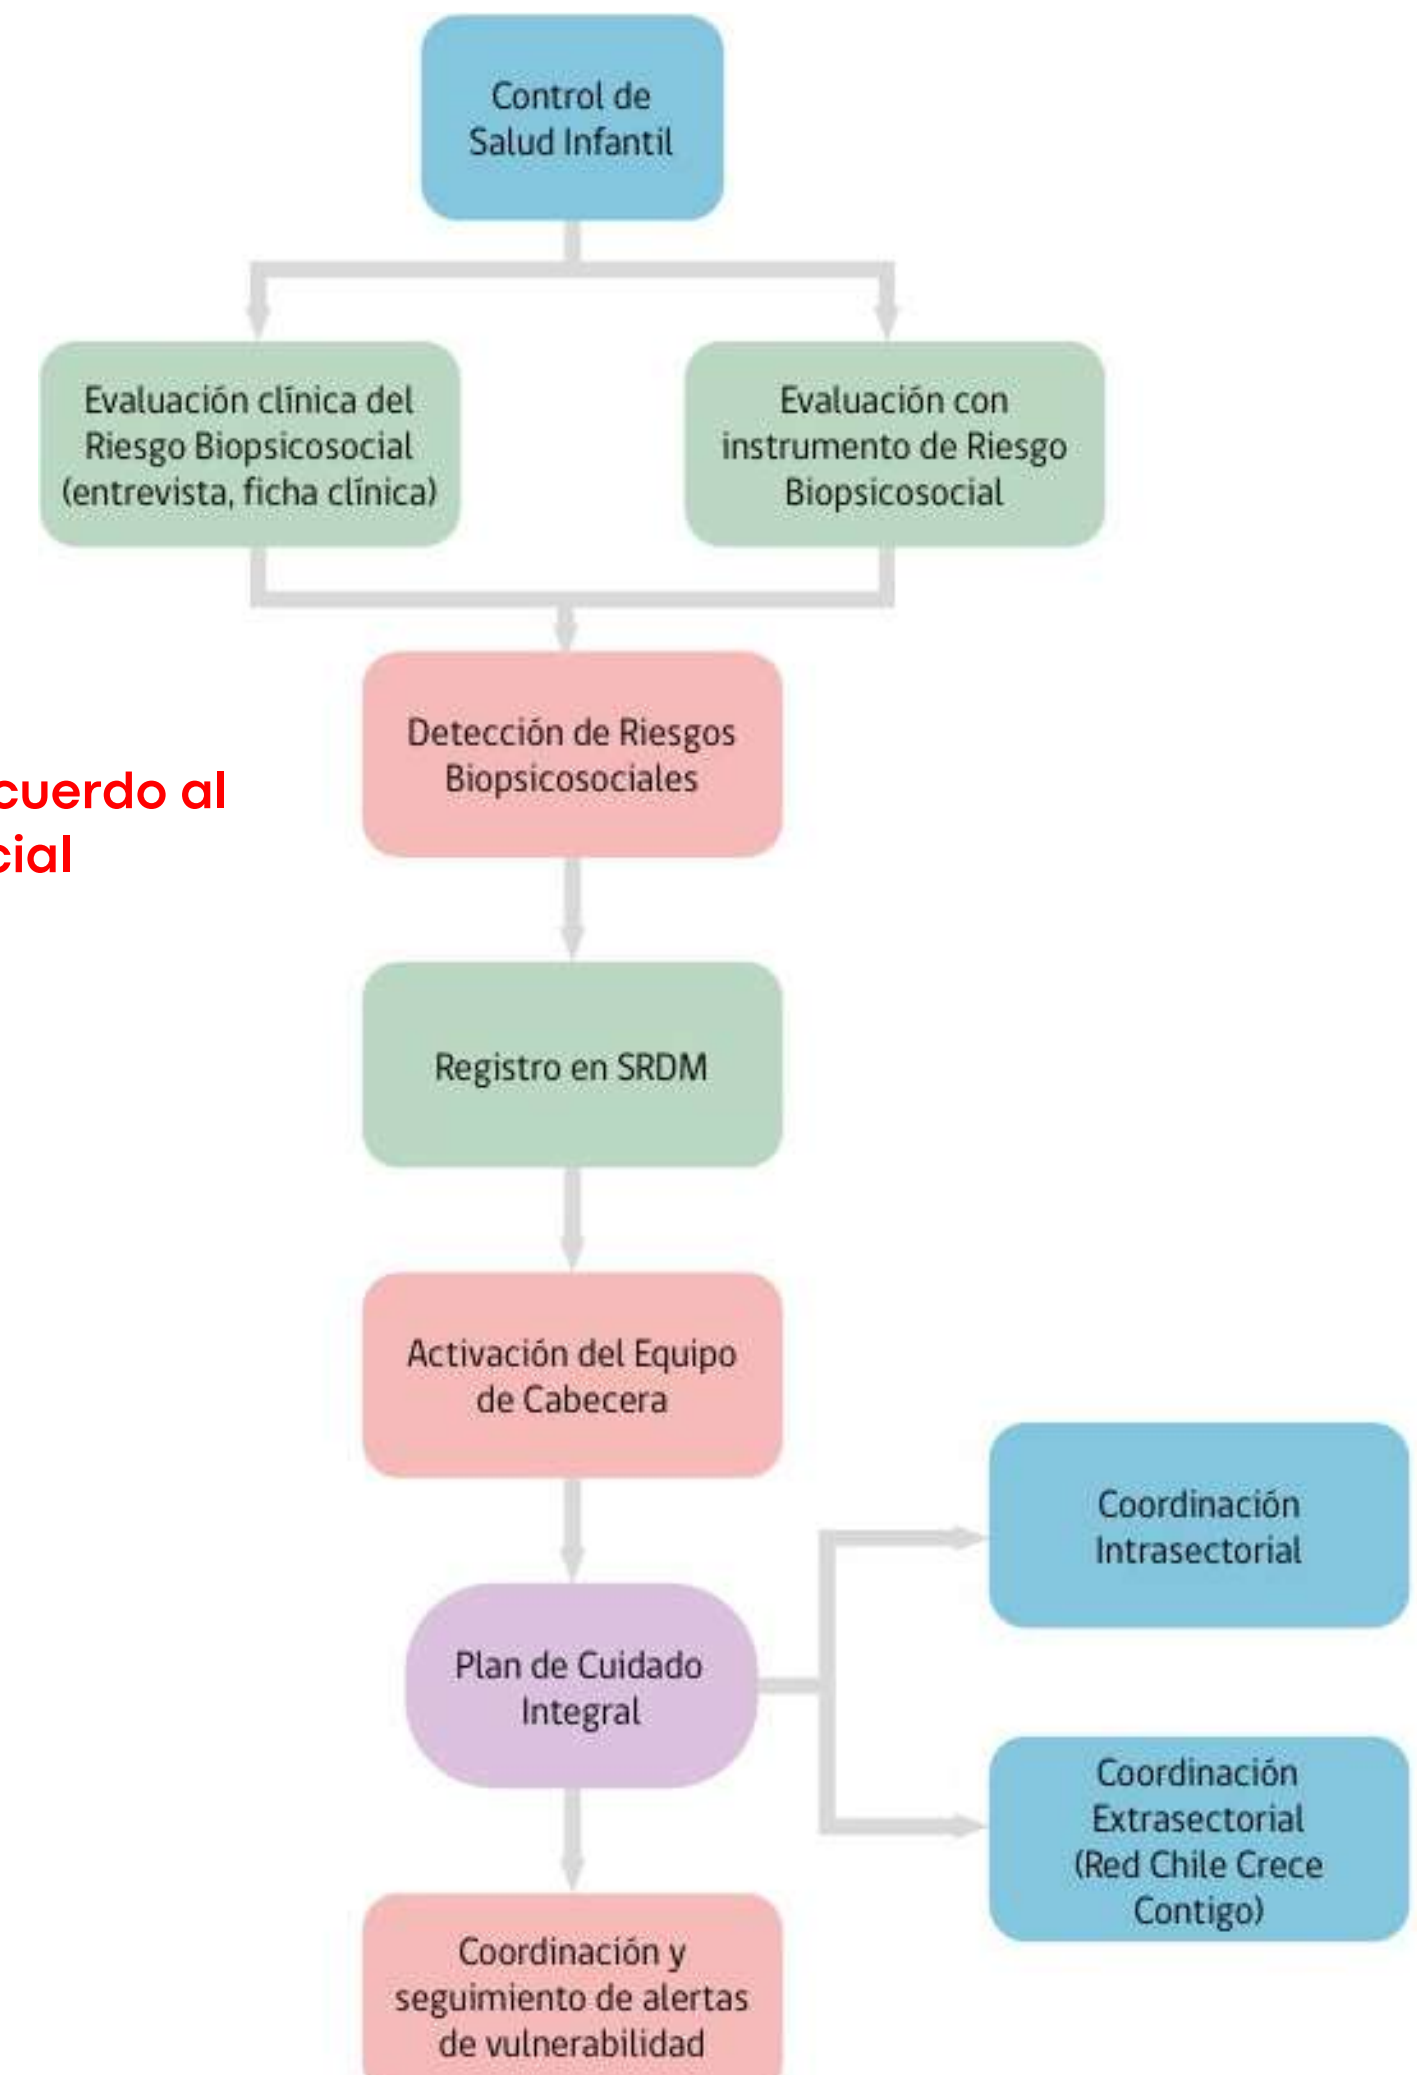 Control de
Salud Infantil
Evaluación clínica del
Riesgo Biopsicosocial
(entrevista, ficha clínica)
Evaluación con
instrumento de Riesgo
Biopsicosocial
Detección de Riesgos
Biopsicosociales
cuerdo al
cial
Registro en SRDM
Activación del Equipo
de Cabecera
Coordinación
Intrasectorial
Plan de Cuidado
Integral
Coordinación
Extrasectorial
(Red Chile Crece
Contigo)
Coordinación y
seguimiento de alertas
de vulnerabilidad